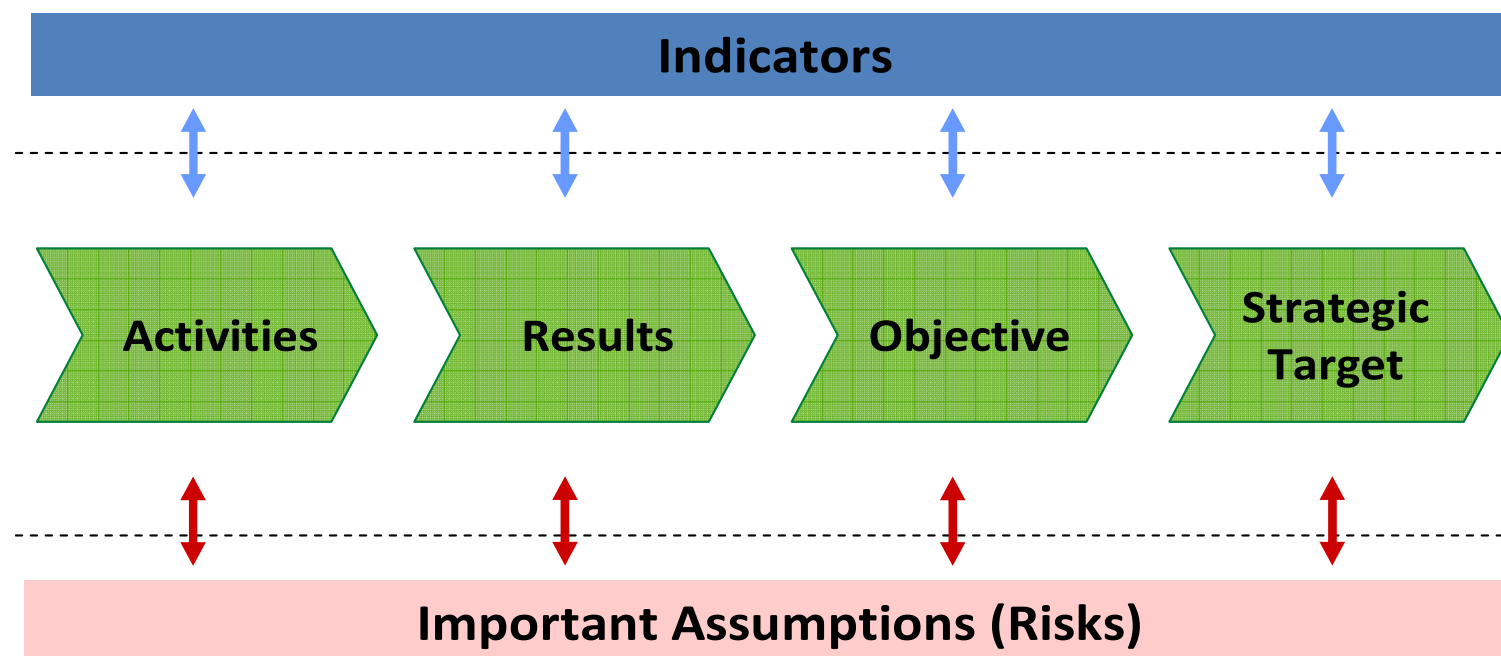 Indicators
Activities
Results
Objective
Strategic
Target
Important Assumptions (Risks)